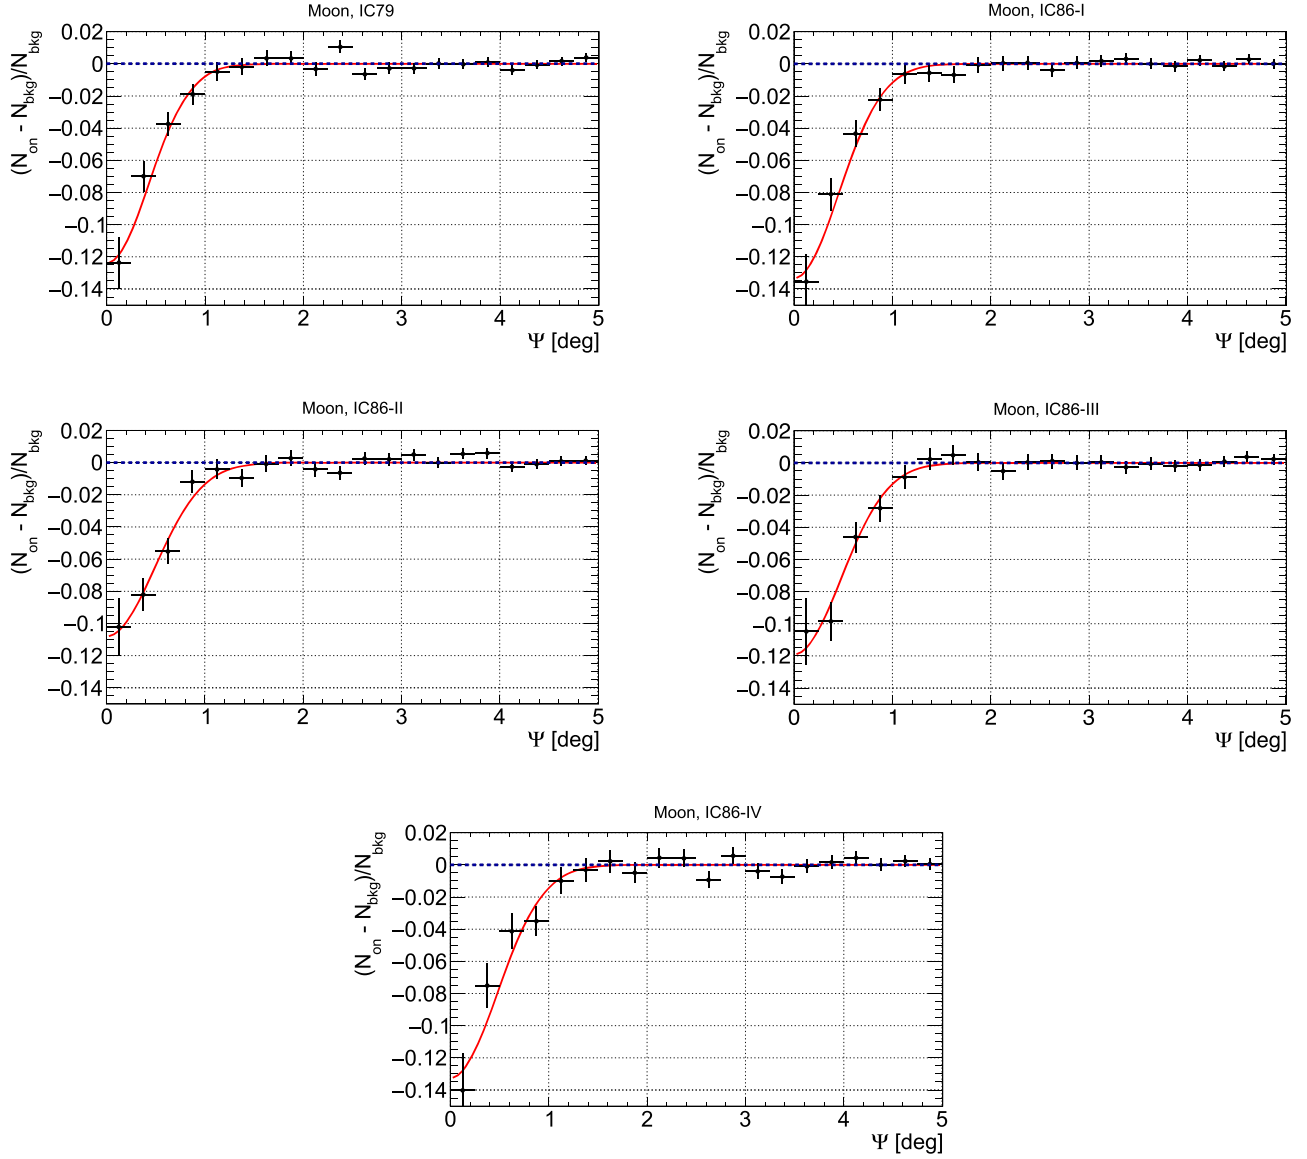 Moon, IC79
(N_on - N_bkg)/N_bkg
0.02
0
−0.02
−0.04
−0.06
−0.08
−0.1
−0.12
−0.14
0 1 2 3 4 5
Ψ [deg]
Moon, IC86-I
(N_on - N_bkg)/N_bkg
0.02
0
−0.02
−0.04
−0.06
−0.08
−0.1
−0.12
−0.14
0 1 2 3 4 5
Ψ [deg]
Moon, IC86-II
(N_on - N_bkg)/N_bkg
0.02
0
−0.02
−0.04
−0.06
−0.08
−0.1
−0.12
−0.14
0 1 2 3 4 5
Ψ [deg]
Moon, IC86-III
(N_on - N_bkg)/N_bkg
0.02
0
−0.02
−0.04
−0.06
−0.08
−0.1
−0.12
−0.14
0 1 2 3 4 5
Ψ [deg]
Moon, IC86-IV
(N_on - N_bkg)/N_bkg
0.02
0
−0.02
−0.04
−0.06
−0.08
−0.1
−0.12
−0.14
0 1 2 3 4 5
Ψ [deg]